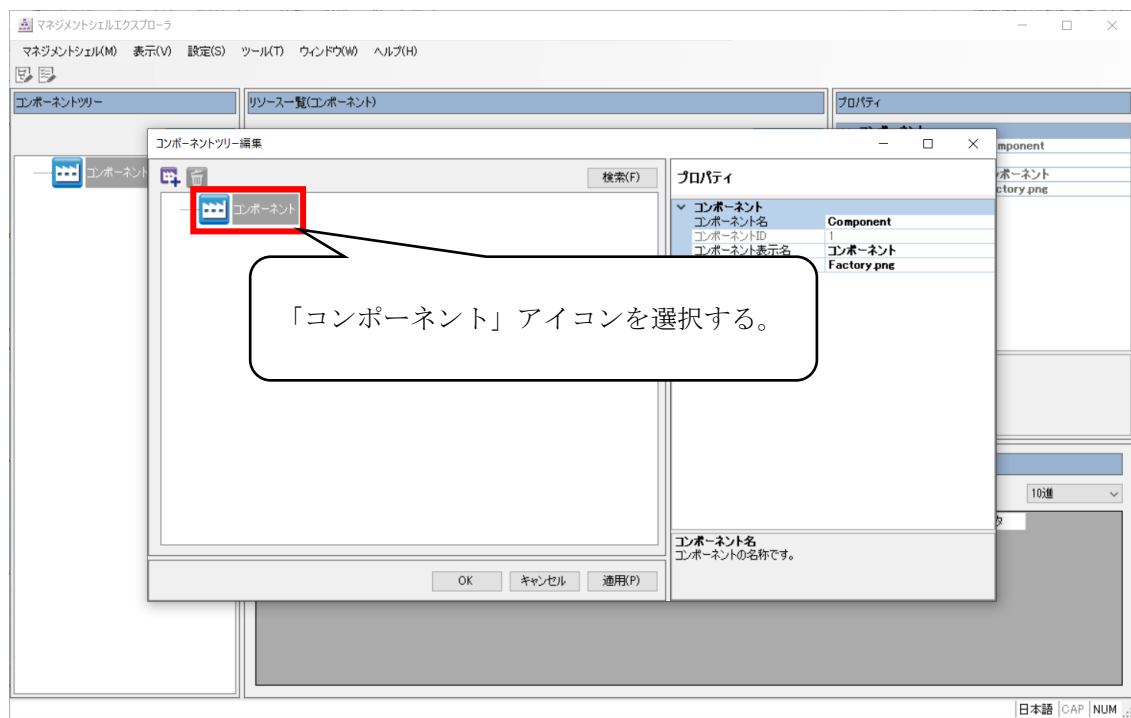 マネジメントシェルエクスプローラ
マネジメントシェル(M) 表示(V) 設定(S) ツール(T) ウィンドウ(W) ヘルプ(H)
コンポーネントツリー
リソース一覧(コンポーネント)
プロパティ
コンポーネント
mponent
ctory.png
コンポーネントツリー編集
検索(F)
コンポーネント
プロパティ
コンポーネント
コンポーネント名 Component
コンポーネントID 1
コンポーネント表示名 コンポーネント
Factory.png
「コンポーネント」アイコンを選択する。
コンポーネント名
コンポーネントの名称です。
OK キャンセル 適用(P)
10進
タ
日本語 CAP NUM